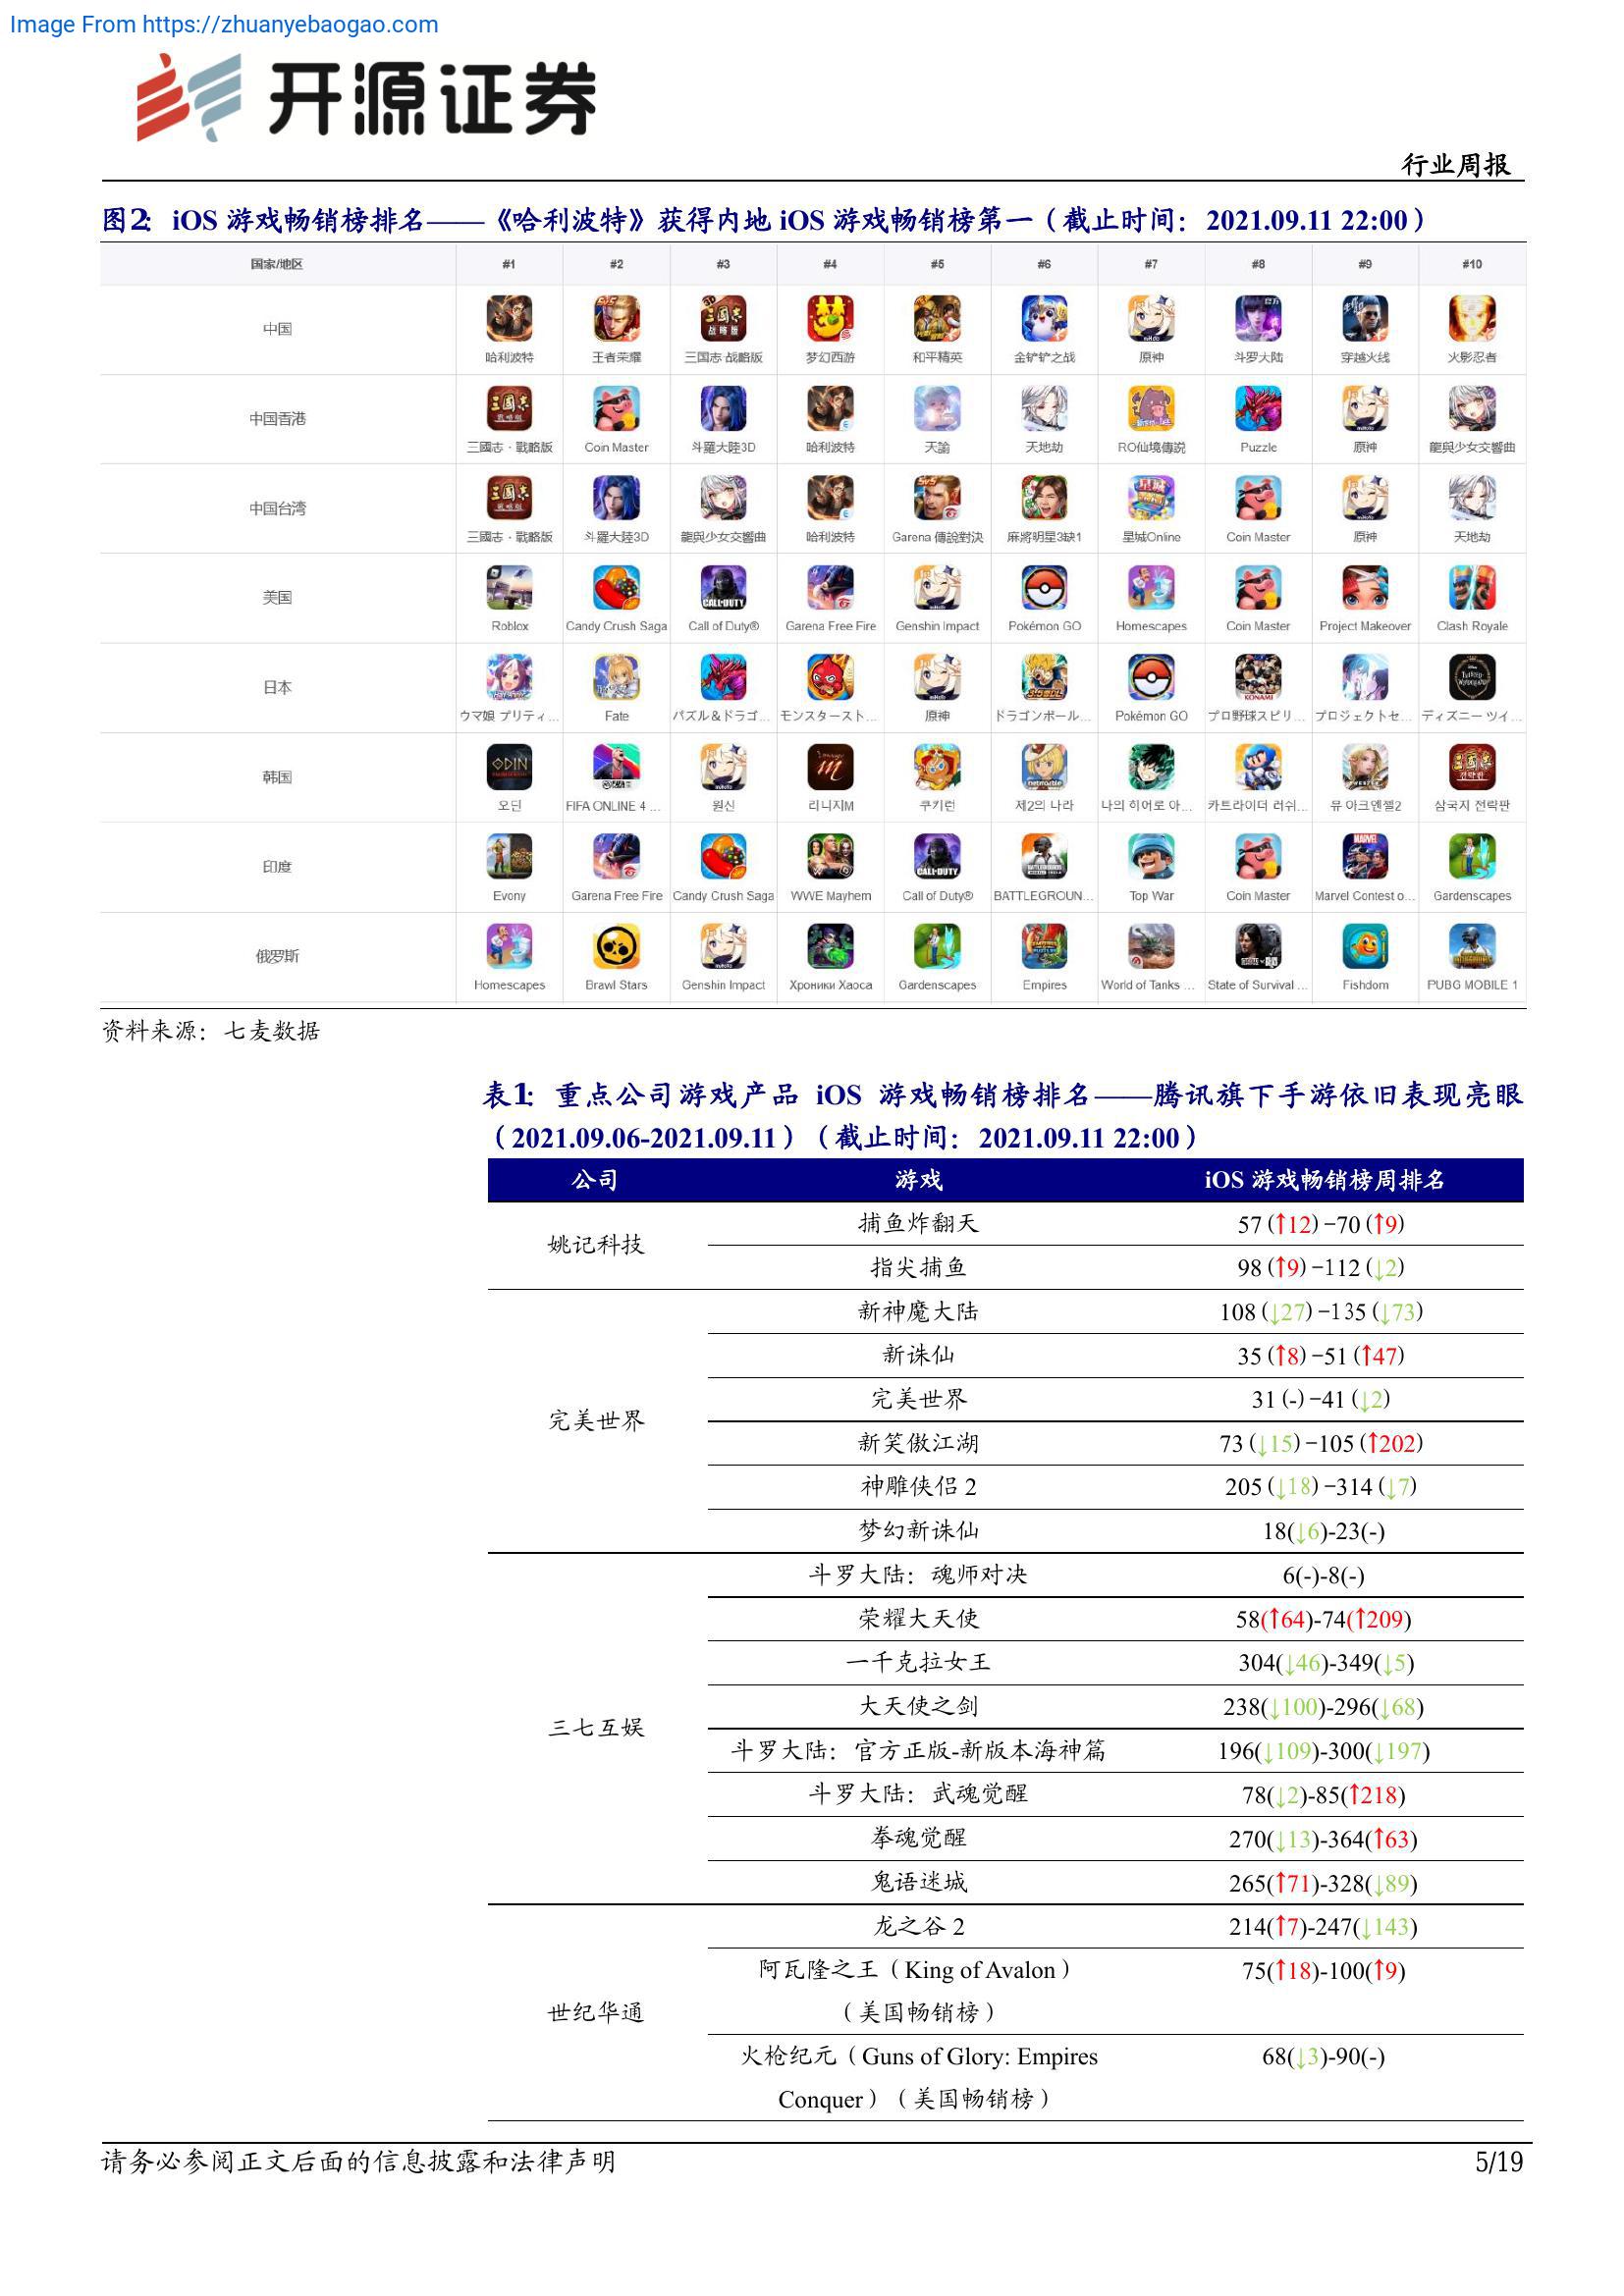 Image From https://zhuanyebaogao.com
开源证券
行业周报
图2: iOS 游戏畅销榜排名——《哈利波特》获得内地 iOS 游戏畅销榜第一（截止时间：2021.09.11 22:00）
国家/地区 #1 #2 #3 #4 #5 #6 #7 #8 #9 #10
中国 哈利波特 王者荣耀 三国志·战略版 梦幻西游 和平精英 金铲铲之战 原神 斗罗大陆 穿越火线 火影忍者
中国香港 三國志·戰略版 Coin Master 斗羅大陸3D 哈利波特 天諭 天地劫 RO仙境傳説 Puzzle 原神 龍與少女交響曲
中国台湾 三國志·戰略版 斗羅大陸3D 龍與少女交響曲 哈利波特 Garena 傳說對決 麻將明星3缺1 星城Online Coin Master 原神 天地劫
美国 Roblox Candy Crush Saga Call of Duty® Garena Free Fire Genshin Impact Pokémon GO Homescapes Coin Master Project Makeover Clash Royale
日本 ウマ娘 プリティ... Fate パズル＆ドラゴ... モンスタースト... 原神 ドラゴンボール... Pokémon GO プロ野球スピリ... プロジェクトセ... ディズニー ツイ...
韩国 오딘 FIFA ONLINE 4 ... 원신 리니지M 쿠키런 제2의 나라 나의 히어로 아... 카트라이더 러쉬... 뮤 아크엔젤2 삼국지 전략판
印度 Evony Garena Free Fire Candy Crush Saga WWE Mayhem Call of Duty® BATTLEGROUN... Top War Coin Master Marvel Contest o... Gardenscapes
俄罗斯 Homescapes Brawl Stars Genshin Impact Хроники Хаоса Gardenscapes Empires World of Tanks ... State of Survival ... Fishdom PUBG MOBILE 1
资料来源：七麦数据
表1: 重点公司游戏产品 iOS 游戏畅销榜排名——腾讯旗下手游依旧表现亮眼
（2021.09.06-2021.09.11）（截止时间：2021.09.11 22:00）
公司 游戏 iOS 游戏畅销榜周排名
姚记科技
捕鱼炸翻天 57 (↑12) −70 (↑9)
指尖捕鱼 98 (↑9) −112 (↓2)
完美世界
新神魔大陆 108 (↓27) −135 (↓73)
新诛仙 35 (↑8) −51 (↑47)
完美世界 31 (-) −41 (↓2)
新笑傲江湖 73 (↓15) −105 (↑202)
神雕侠侣 2 205 (↓18) −314 (↓7)
梦幻新诛仙 18(↓6)-23(-)
三七互娱
斗罗大陆：魂师对决 6(-)-8(-)
荣耀大天使 58(↑64)-74(↑209)
一千克拉女王 304(↓46)-349(↓5)
大天使之剑 238(↓100)-296(↓68)
斗罗大陆：官方正版-新版本海神篇 196(↓109)-300(↓197)
斗罗大陆：武魂觉醒 78(↓2)-85(↑218)
拳魂觉醒 270(↓13)-364(↑63)
鬼语迷城 265(↑71)-328(↓89)
世纪华通
龙之谷 2 214(↑7)-247(↓143)
阿瓦隆之王（King of Avalon） 75(↑18)-100(↑9)
（美国畅销榜）
火枪纪元（Guns of Glory: Empires 68(↓3)-90(-)
Conquer）（美国畅销榜）
请务必参阅正文后面的信息披露和法律声明 5/19